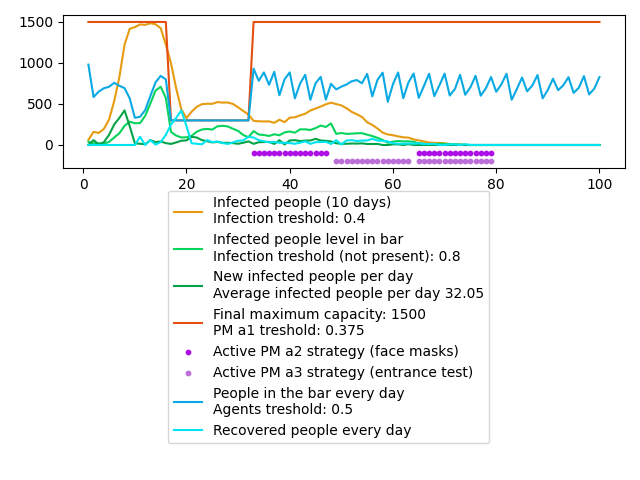 1500
1000
500
0
0 20 40 60 80 100
Infected people (10 days)
Infection treshold: 0.4
Infected people level in bar
Infection treshold (not present): 0.8
New infected people per day
Average infected people per day 32.05
Final maximum capacity: 1500
PM a1 treshold: 0.375
Active PM a2 strategy (face masks)
Active PM a3 strategy (entrance test)
People in the bar every day
Agents treshold: 0.5
Recovered people every day